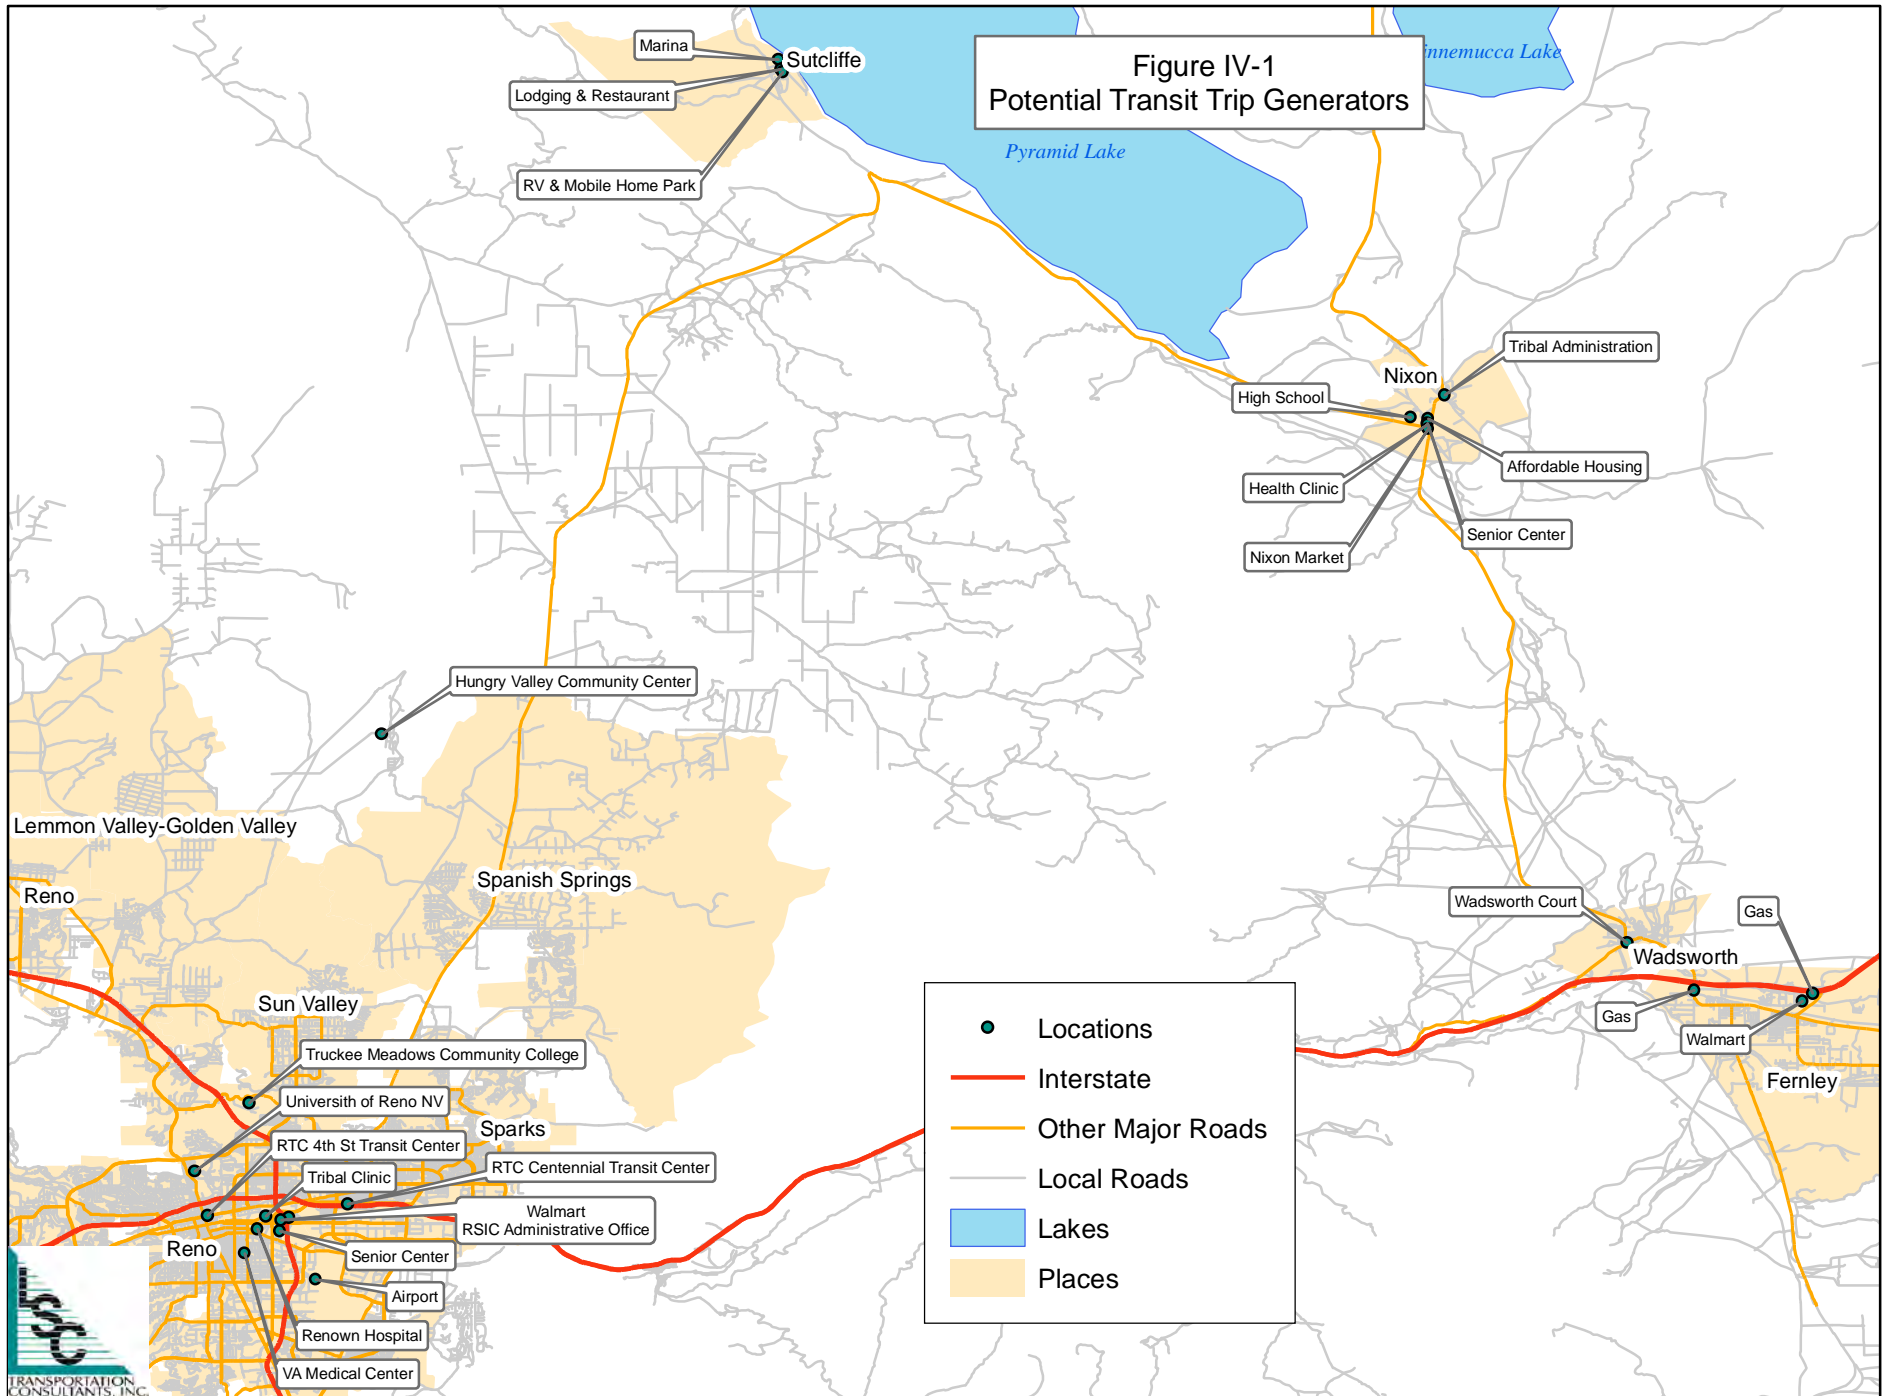 Marina
Sutcliffe
Lodging & Restaurant
RV & Mobile Home Park
Figure IV-1
Potential Transit Trip Generators
innemucca Lake
Pyramid Lake
Tribal Administration
Nixon
High School
Affordable Housing
Health Clinic
Senior Center
Nixon Market
Hungry Valley Community Center
Lemmon Valley-Golden Valley
Reno
Spanish Springs
Wadsworth Court
Gas
Wadsworth
Gas
Walmart
Fernley
Sun Valley
Truckee Meadows Community College
Universith of Reno NV
Sparks
RTC 4th St Transit Center
RTC Centennial Transit Center
Tribal Clinic
Walmart
RSIC Administrative Office
Reno
Senior Center
Airport
Renown Hospital
VA Medical Center
Locations
Interstate
Other Major Roads
Local Roads
Lakes
Places
LSC
TRANSPORTATION
CONSULTANTS, INC.